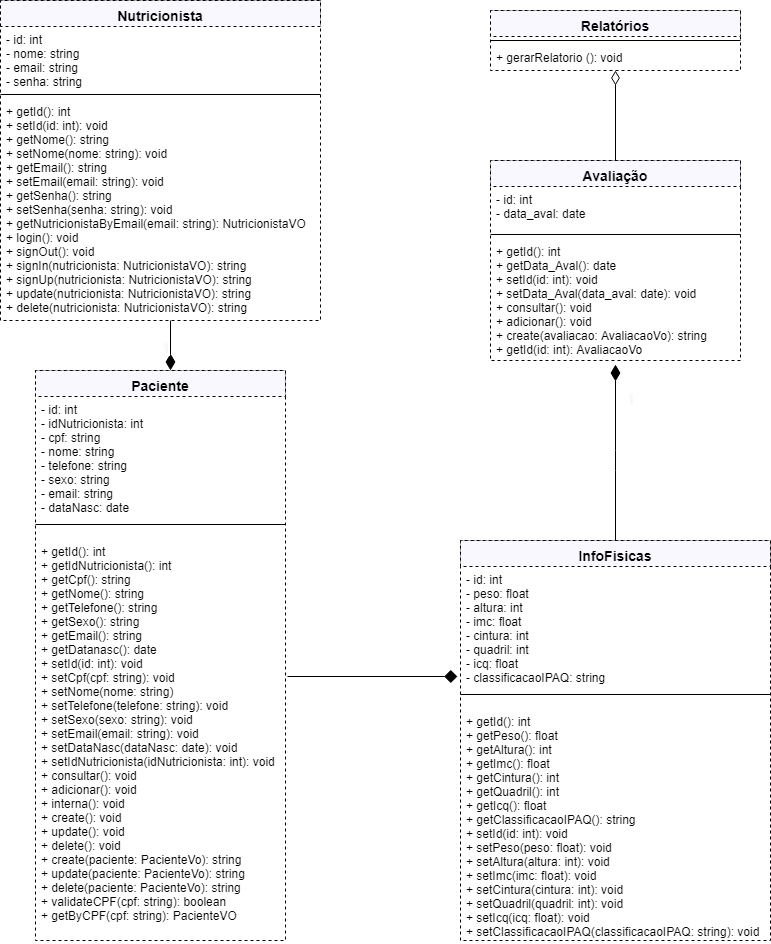 Nutricionista
- id: int
- nome: string
- email: string
- senha: string
+ getId(): int
+ setId(id: int): void
+ getNome(): string
+ setNome(nome: string): void
+ getEmail(): string
+ setEmail(email: string): void
+ getSenha(): string
+ setSenha(senha: string): void
+ getNutricionistaByEmail(email: string): NutricionistaVO
+ login(): void
+ signOut(): void
+ signIn(nutricionista: NutricionistaVO): string
+ signUp(nutricionista: NutricionistaVO): string
+ update(nutricionista: NutricionistaVO): string
+ delete(nutricionista: NutricionistaVO): string
Relatórios
+ gerarRelatorio (): void
Avaliação
- id: int
- data_aval: date
+ getId(): int
+ getData_Aval(): date
+ setId(id: int): void
+ setData_Aval(data_aval: date): void
+ consultar(): void
+ adicionar(): void
+ create(avaliacao: AvaliacaoVo): string
+ getId(id: int): AvaliacaoVo
Paciente
- id: int
- idNutricionista: int
- cpf: string
- nome: string
- telefone: string
- sexo: string
- email: string
- dataNasc: date
+ getId(): int
+ getIdNutricionista(): int
+ getCpf(): string
+ getNome(): string
+ getTelefone(): string
+ getSexo(): string
+ getEmail(): string
+ getDatanasc(): date
+ setId(id: int): void
+ setCpf(cpf: string): void
+ setNome(nome: string)
+ setTelefone(telefone: string): void
+ setSexo(sexo: string): void
+ setEmail(email: string): void
+ setDataNasc(dataNasc: date): void
+ setIdNutricionista(idNutricionista: int): void
+ consultar(): void
+ adicionar(): void
+ interna(): void
+ create(): void
+ update(): void
+ delete(): void
+ create(paciente: PacienteVo): string
+ update(paciente: PacienteVo): string
+ delete(paciente: PacienteVo): string
+ validateCPF(cpf: string): boolean
+ getByCPF(cpf: string): PacienteVO
InfoFisicas
- id: int
- peso: float
- altura: int
- imc: float
- cintura: int
- quadril: int
- icq: float
- classificacaoIPAQ: string
+ getId(): int
+ getPeso(): float
+ getAltura(): int
+ getImc(): float
+ getCintura(): int
+ getQuadril(): int
+ getIcq(): float
+ getClassificacaoIPAQ(): string
+ setId(id: int): void
+ setPeso(peso: float): void
+ setAltura(altura: int): void
+ setImc(imc: float): void
+ setCintura(cintura: int): void
+ setQuadril(quadril: int): void
+ setIcq(icq: float): void
+ setClassificacaoIPAQ(classificacaoIPAQ: string): void